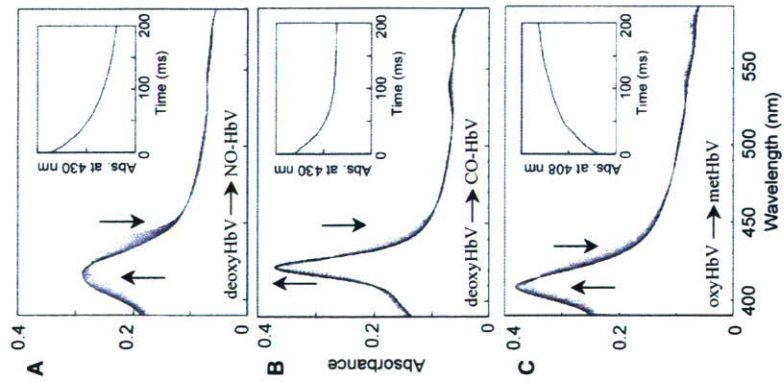 A
0.4
0.2
0
Abs. at 430 nm
0
100
200
Time (ms)
deoxyHbV → NO-HbV
B
0.4
0.2
0
Absorbance
Abs. at 430 nm
0
100
200
Time (ms)
deoxyHbV → CO-HbV
C
0.4
0.2
0
Abs. at 408 nm
0
100
200
Time (ms)
oxyHbV → metHbV
400
450
500
550
Wavelength (nm)